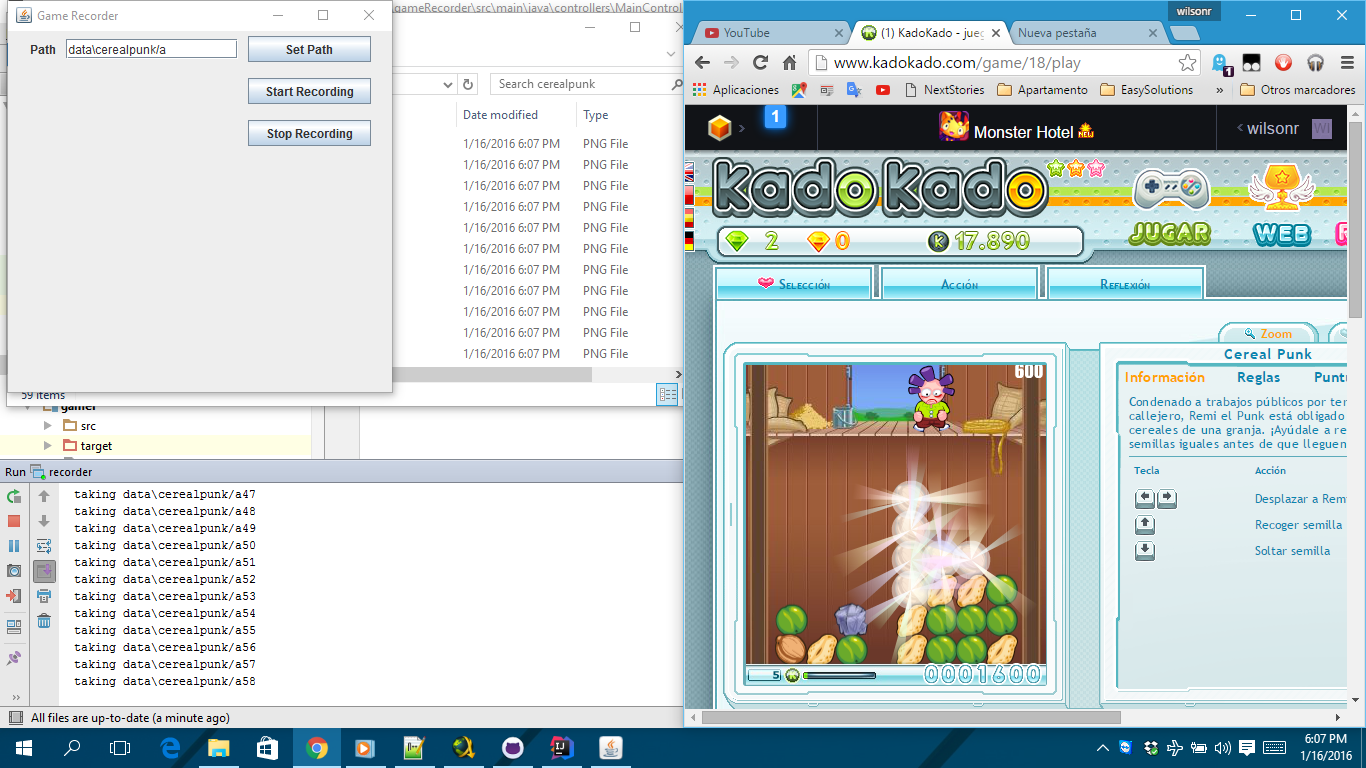 Game Recorder
Path
data\cerealpunk/a
Set Path
Start Recording
Stop Recording
gameRecorder\src\main\java\controllers\MainControl
Search cerealpunk
Date modified
Type
1/16/2016 6:07 PM PNG File
1/16/2016 6:07 PM PNG File
1/16/2016 6:07 PM PNG File
1/16/2016 6:07 PM PNG File
1/16/2016 6:07 PM PNG File
1/16/2016 6:07 PM PNG File
1/16/2016 6:07 PM PNG File
1/16/2016 6:07 PM PNG File
1/16/2016 6:07 PM PNG File
1/16/2016 6:07 PM PNG File
1/16/2016 6:07 PM PNG File
59 items
gamer
src
target
Run recorder
taking data\cerealpunk/a47
taking data\cerealpunk/a48
taking data\cerealpunk/a49
taking data\cerealpunk/a50
taking data\cerealpunk/a51
taking data\cerealpunk/a52
taking data\cerealpunk/a53
taking data\cerealpunk/a54
taking data\cerealpunk/a55
taking data\cerealpunk/a56
taking data\cerealpunk/a57
taking data\cerealpunk/a58
All files are up-to-date (a minute ago)
wilsonr
YouTube
KadoKado - jueg
Nueva pestaña
www.kadokado.com/game/18/play
1
Aplicaciones
NextStories
Apartamento
EasySolutions
»
Otros marcadores
1
Monster Hotel NEW
wilsonr
WI
KadoKado
2
0
K 17.890
JUGAR
WEB
R
Selección
Acción
Reflexión
Zoom
Cereal Punk
Información
Reglas
Puntu
Condenado a trabajos públicos por ter
callejero, Remi el Punk está obligado
cereales de una granja. ¡Ayúdale a re
semillas iguales antes de que lleguen
Tecla
Acción
Desplazar a Rem
Recoger semilla
Soltar semilla
600
5
0001600
6:07 PM
1/16/2016